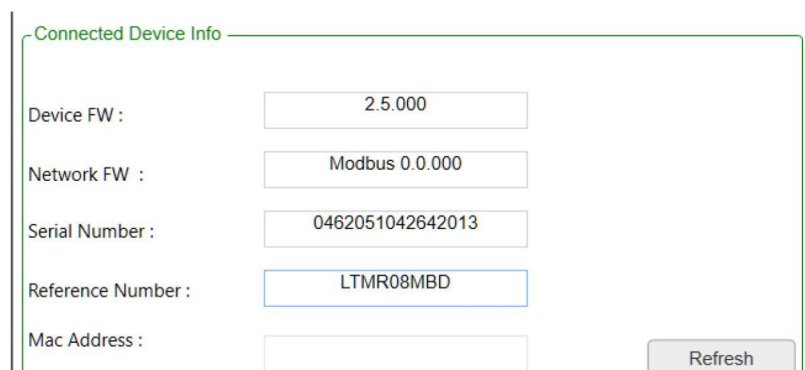 Connected Device Info
Device FW : 2.5.000
Network FW : Modbus 0.0.000
Serial Number : 0462051042642013
Reference Number : LTMR08MBD
Mac Address :
Refresh